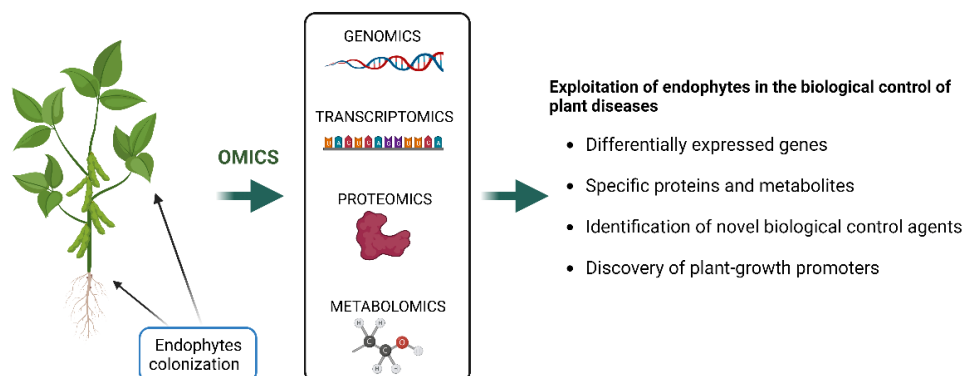 GENOMICS
TRANSCRIPTOMICS
UACUCAGGUUCA
OMICS
PROTEOMICS
METABOLOMICS
H H
C C O H
H H
Endophytes
colonization
Exploitation of endophytes in the biological control of
plant diseases
• Differentially expressed genes
• Specific proteins and metabolites
• Identification of novel biological control agents
• Discovery of plant-growth promoters